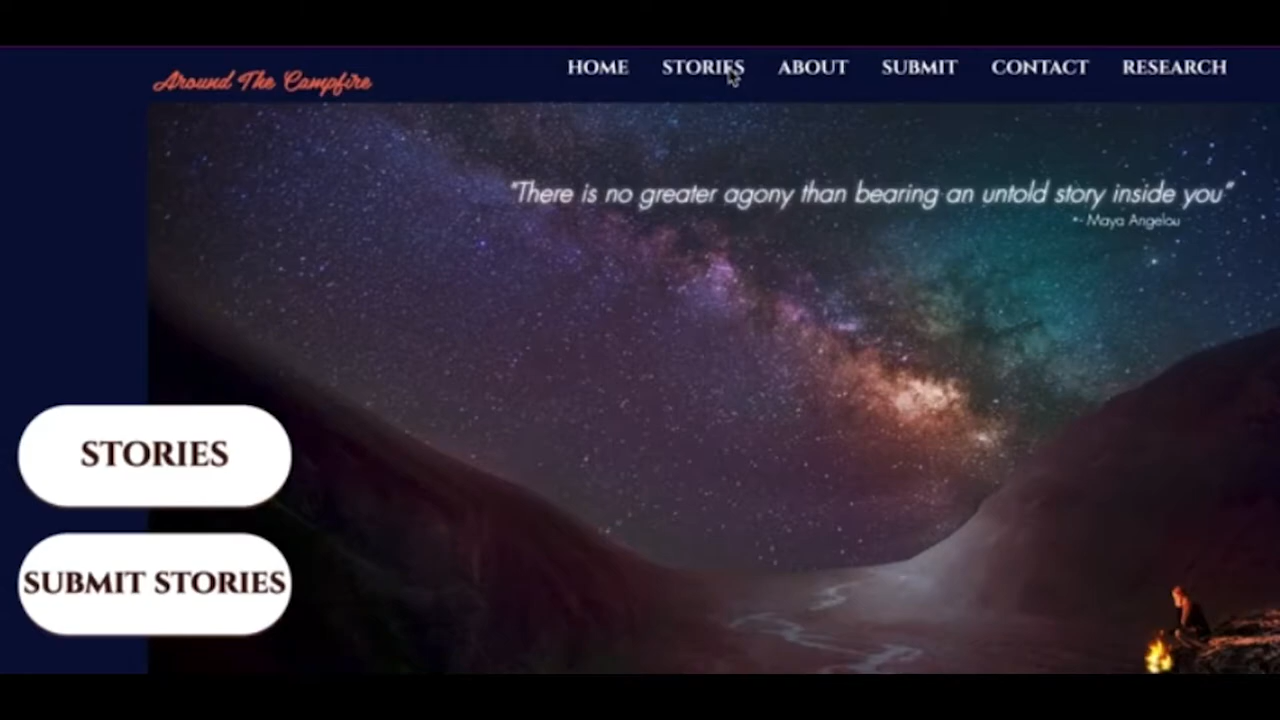 Around The Campfire
HOME STORIES ABOUT SUBMIT CONTACT RESEARCH
"There is no greater agony than bearing an untold story inside you"
- Maya Angelou
STORIES
SUBMIT STORIES